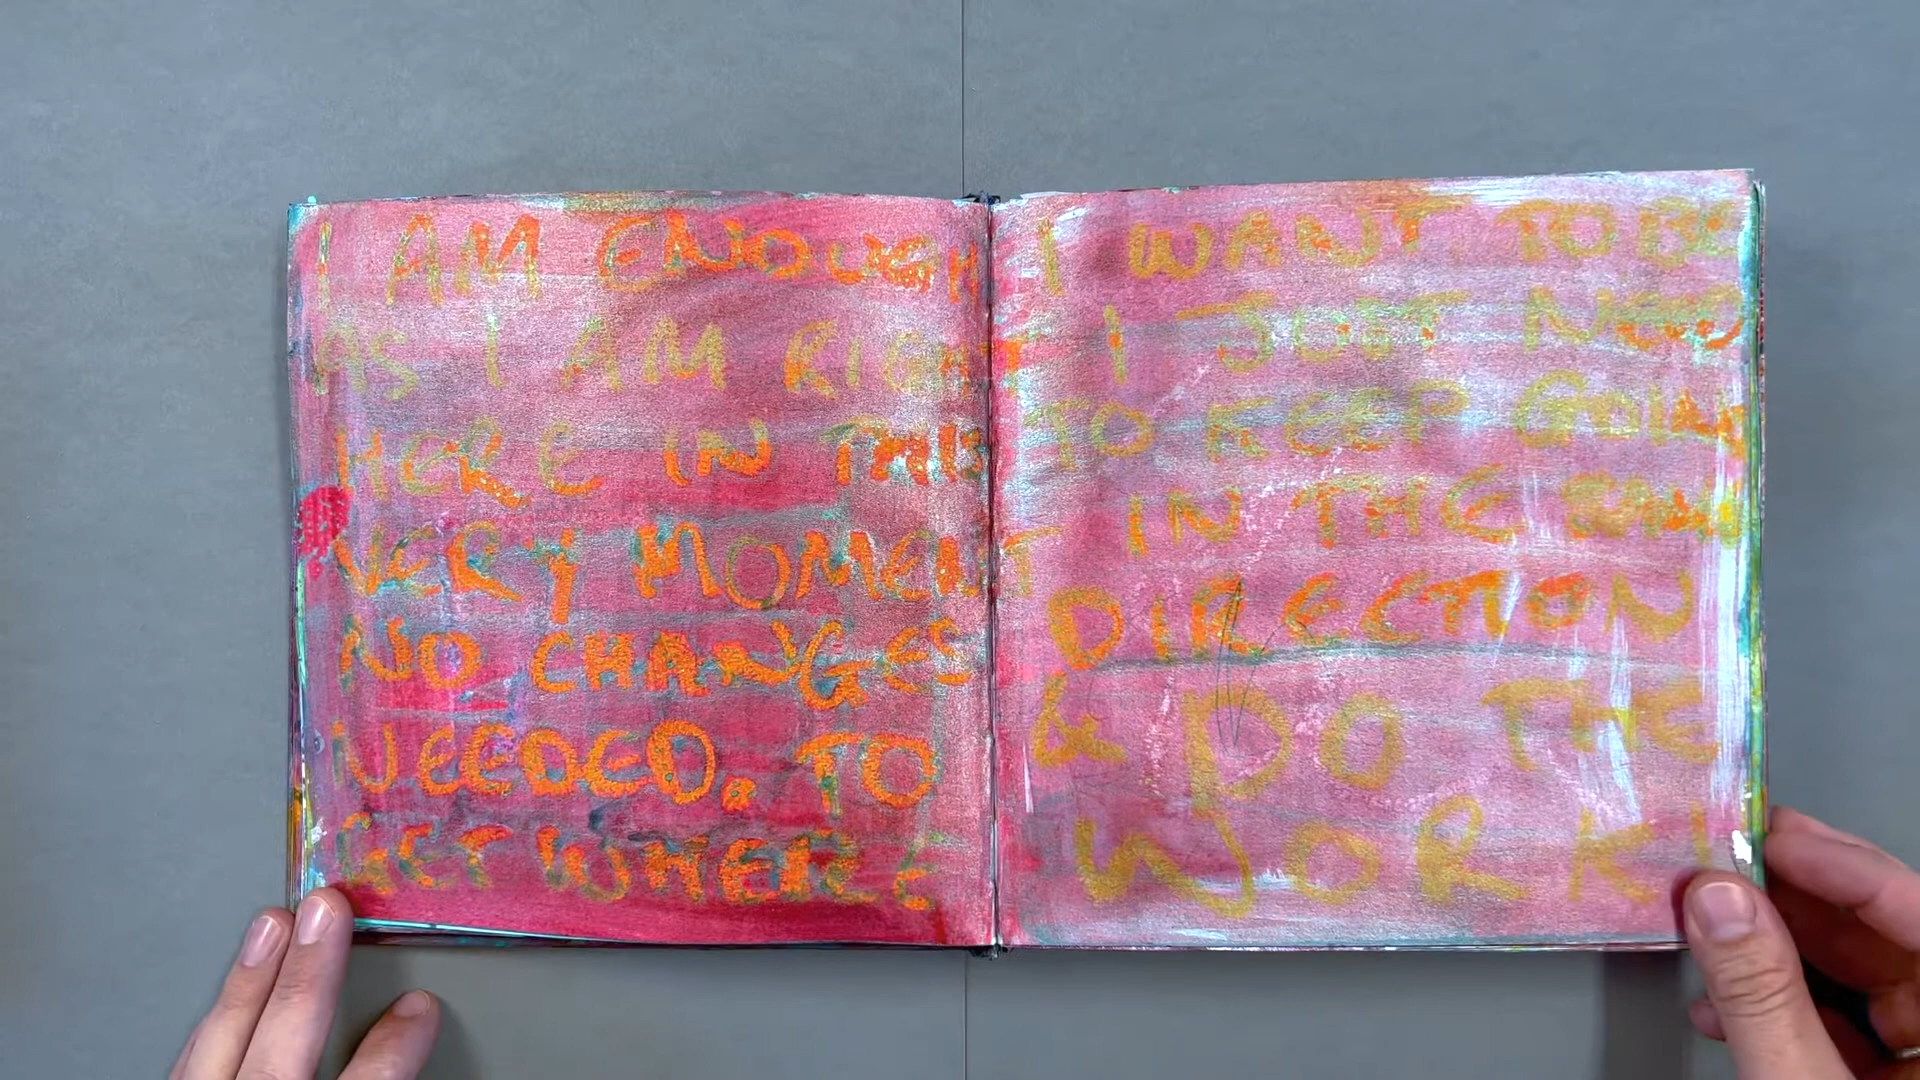 I AM ENOUGH
AS I AM RIGHT
HERE IN THIS
VERY MOMENT
NO CHANGES
NEEDED. TO
GET WHERE
I WANT TO BE
I JUST NEED
TO KEEP GOING
IN THE
DIRECTION
& DO THE
WORK!